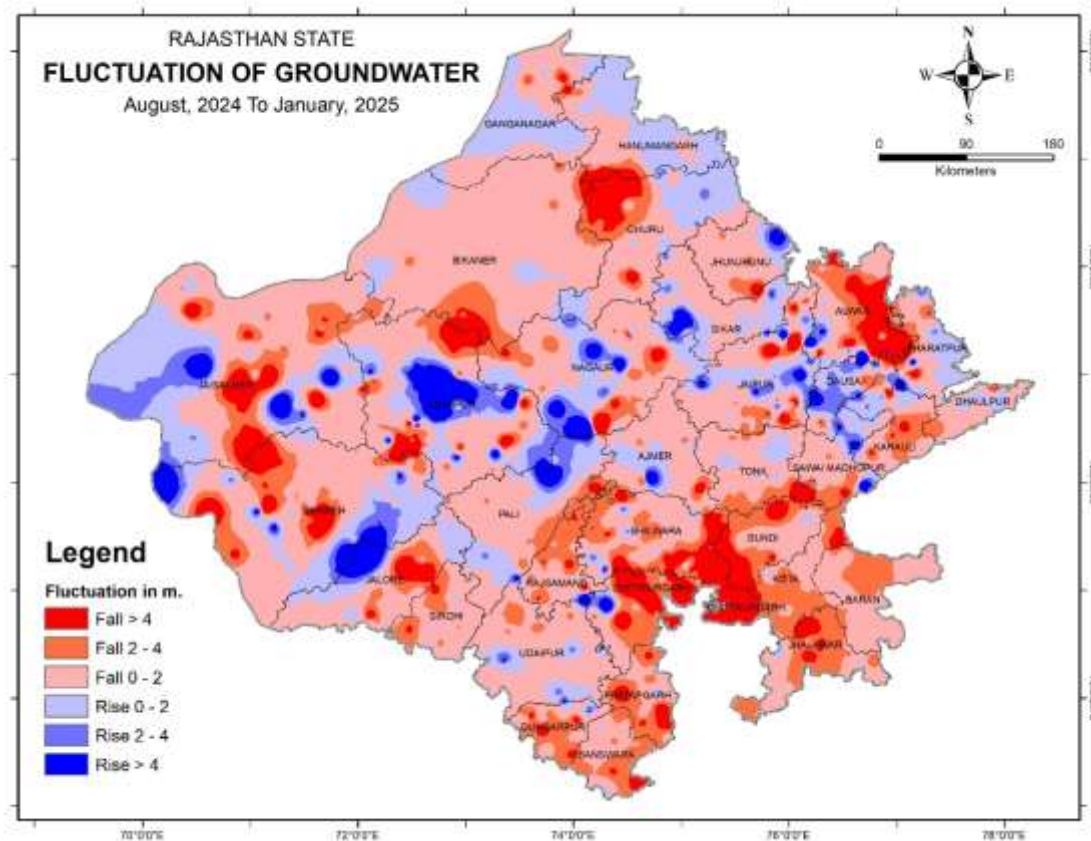 RAJASTHAN STATE
FLUCTUATION OF GROUNDWATER
August, 2024 To January, 2025
N
W E
S
0 90 180
Kilometers
GANGANAGAR
HANUMANGARH
CHURU
BIKANER
JHUNJHUNU
SIKAR
ALWAR
BHARATPUR
NAGAUR
JAIPUR
DAUSA
DHAULPUR
KARAULI
AJMER
TONK
SAWAI MADHOPUR
PALI
BHILWARA
BUNDI
KOTA
BARAN
JALORE
SIROHI
RAJSAMAND
UDAIPUR
JHALAWAR
PRATAPGARH
DUNGARPUR
BANSWARA
Legend
Fluctuation in m.
Fall > 4
Fall 2 - 4
Fall 0 - 2
Rise 0 - 2
Rise 2 - 4
Rise > 4
70°0'0"E 72°0'0"E 74°0'0"E 76°0'0"E 78°0'0"E